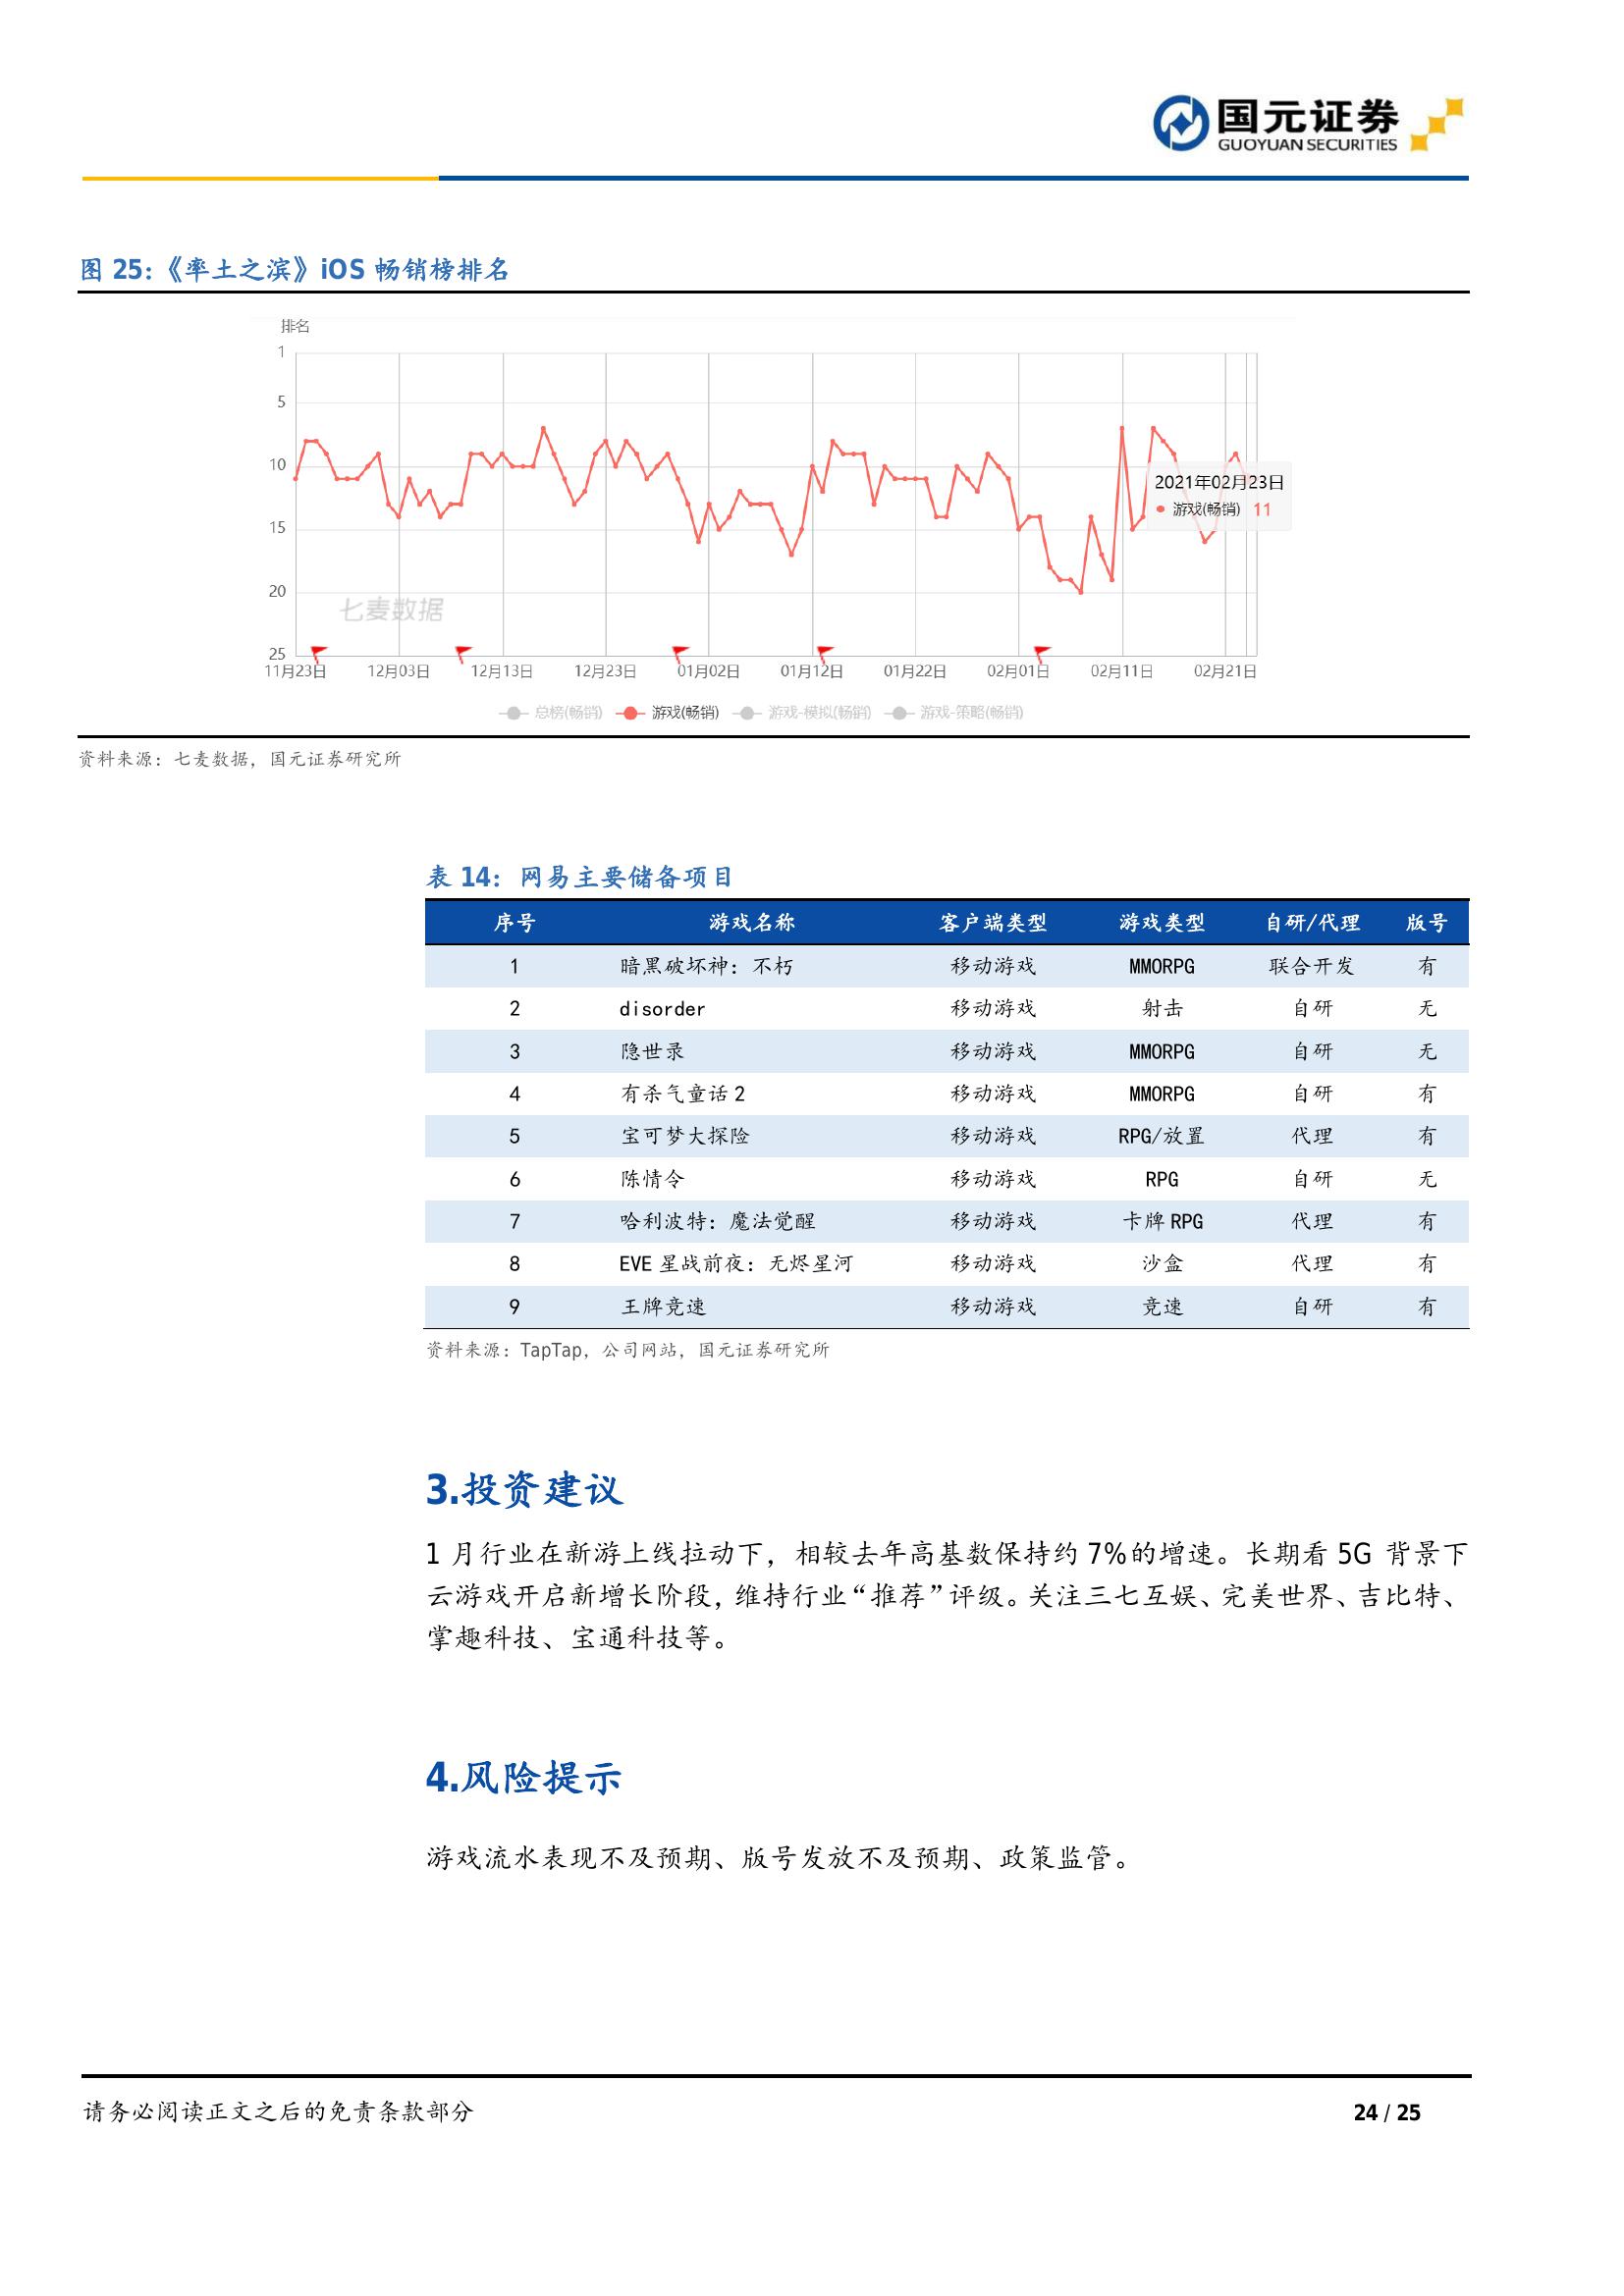 国元证券
GUOYUAN SECURITIES
图 25：《率土之滨》iOS 畅销榜排名
排名
1
5
10
15
20
25
2021年02月23日
游戏(畅销) 11
七麦数据
11月23日 12月03日 12月13日 12月23日 01月02日 01月12日 01月22日 02月01日 02月11日 02月21日
总榜(畅销) 游戏(畅销) 游戏-模拟(畅销) 游戏-策略(畅销)
资料来源：七麦数据，国元证券研究所
表 14：网易主要储备项目
序号 游戏名称 客户端类型 游戏类型 自研/代理 版号
1 暗黑破坏神：不朽 移动游戏 MMORPG 联合开发 有
2 disorder 移动游戏 射击 自研 无
3 隐世录 移动游戏 MMORPG 自研 无
4 有杀气童话 2 移动游戏 MMORPG 自研 有
5 宝可梦大探险 移动游戏 RPG/放置 代理 有
6 陈情令 移动游戏 RPG 自研 无
7 哈利波特：魔法觉醒 移动游戏 卡牌 RPG 代理 有
8 EVE 星战前夜：无烬星河 移动游戏 沙盒 代理 有
9 王牌竞速 移动游戏 竞速 自研 有
资料来源：TapTap，公司网站，国元证券研究所
3.投资建议
1 月行业在新游上线拉动下，相较去年高基数保持约 7%的增速。长期看 5G 背景下
云游戏开启新增长阶段，维持行业“推荐”评级。关注三七互娱、完美世界、吉比特、
掌趣科技、宝通科技等。
4.风险提示
游戏流水表现不及预期、版号发放不及预期、政策监管。
请务必阅读正文之后的免责条款部分 24 / 25